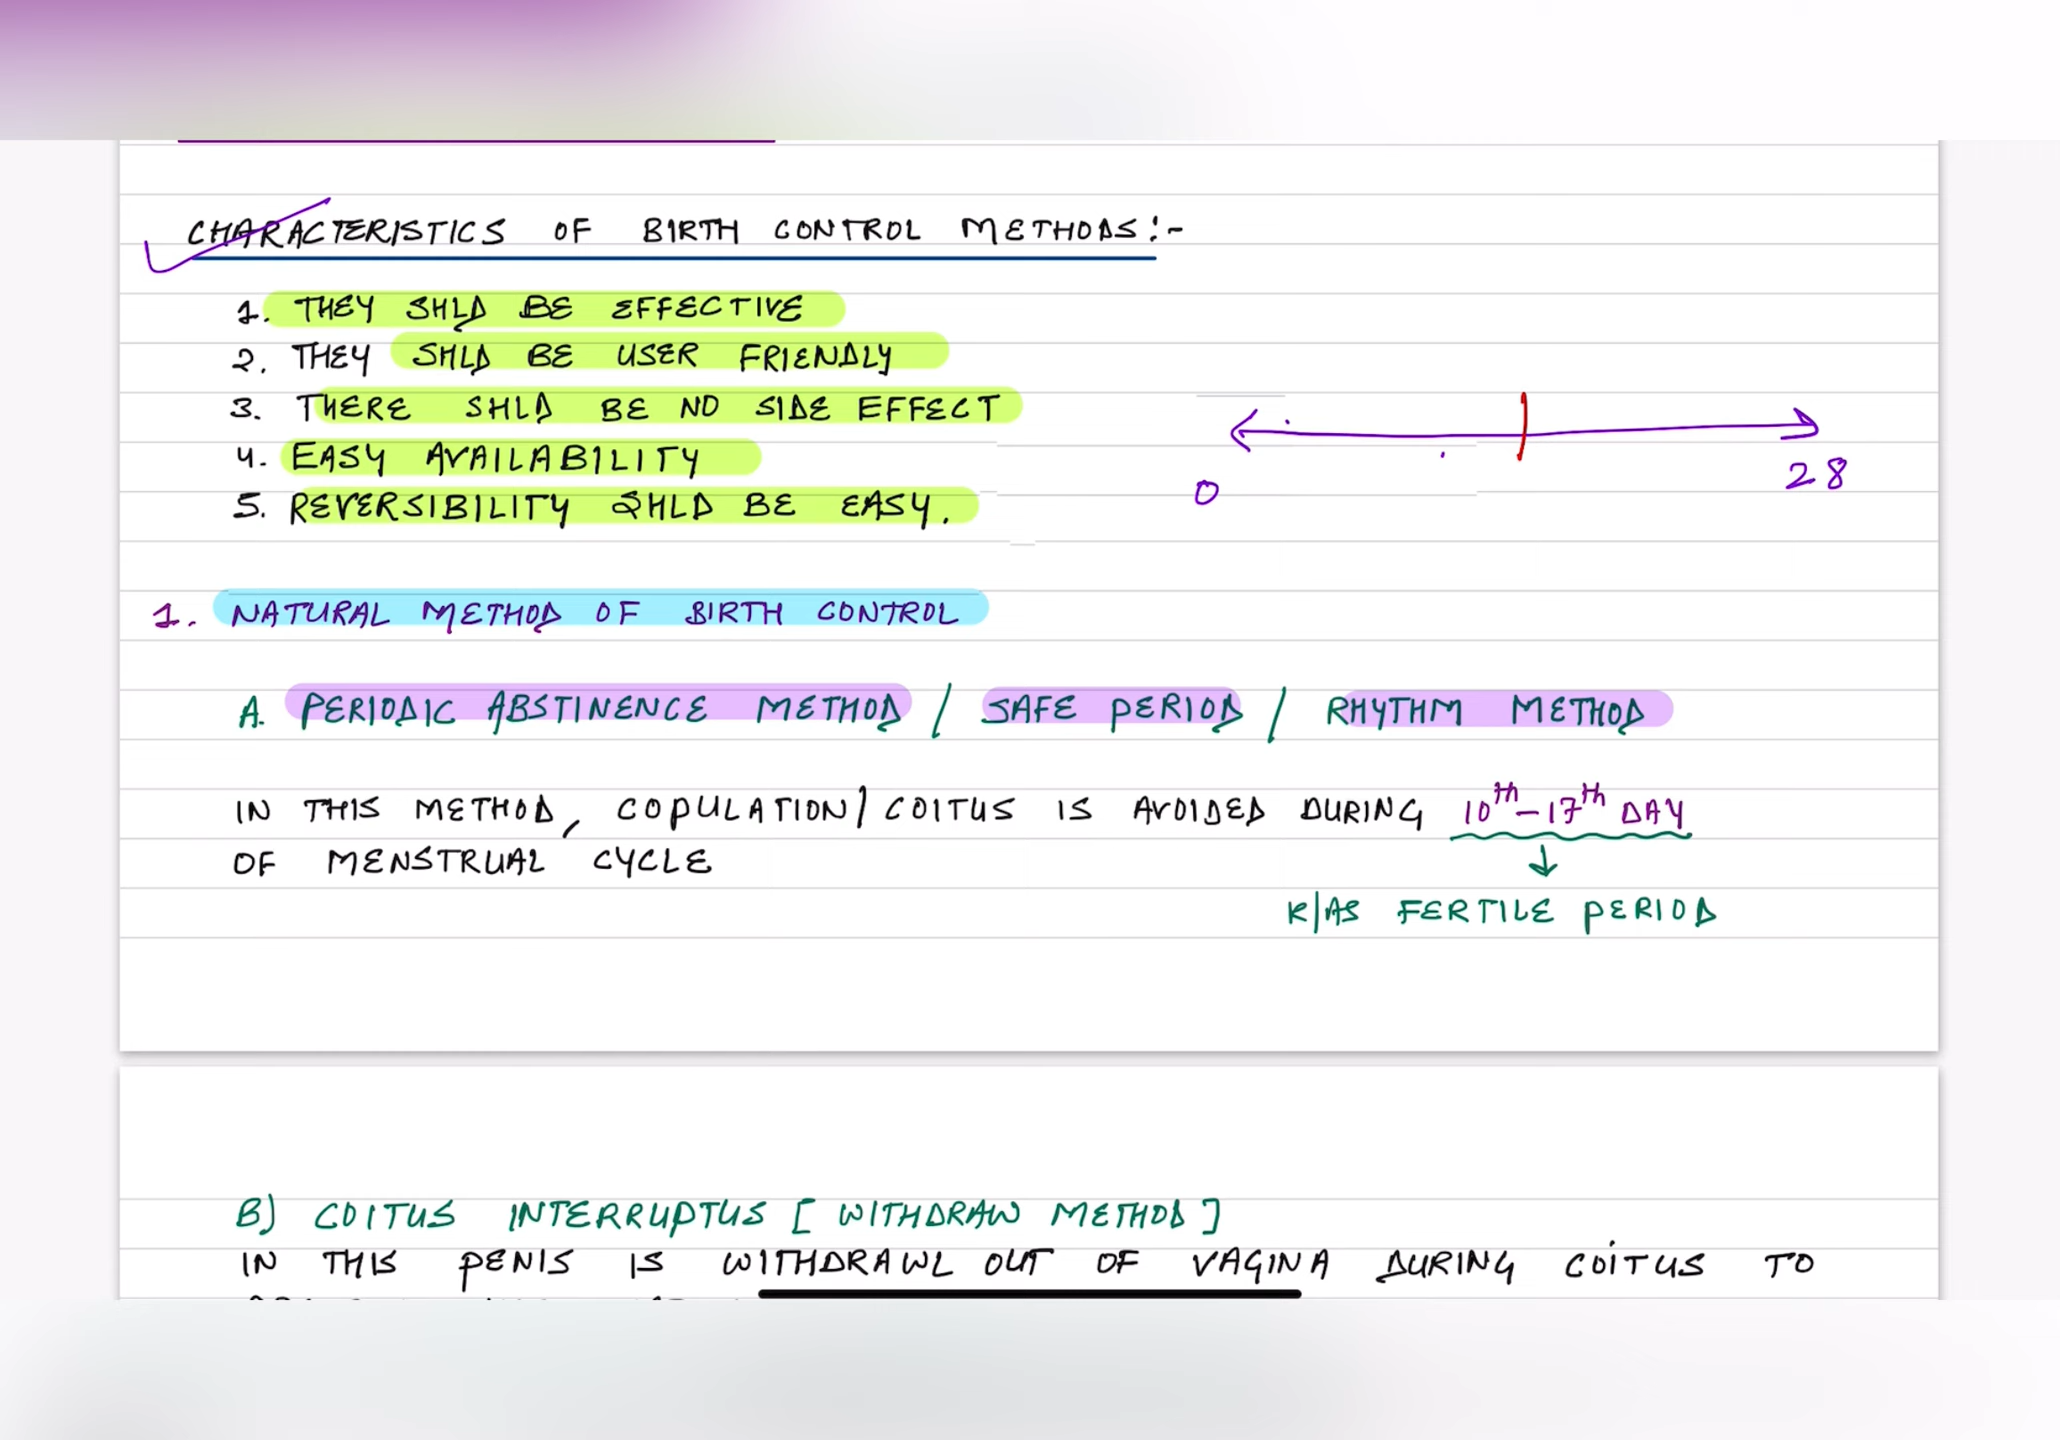 CHARACTERISTICS OF BIRTH CONTROL METHODS:-
1. THEY SHLD BE EFFECTIVE
2. THEY SHLD BE USER FRIENDLY
3. THERE SHLD BE NO SIDE EFFECT
4. EASY AVAILABILITY
5. REVERSIBILITY SHLD BE EASY.
0 28
1. NATURAL METHOD OF BIRTH CONTROL
A. PERIODIC ABSTINENCE METHOD / SAFE PERIOD / RHYTHM METHOD
IN THIS METHOD, COPULATION/COITUS IS AVOIDED DURING 10th-17th DAY
OF MENSTRUAL CYCLE
↓
K/AS FERTILE PERIOD
B) COITUS INTERRUPTUS [WITHDRAW METHOD]
IN THIS PENIS IS WITHDRAWL OUT OF VAGINA DURING COITUS TO